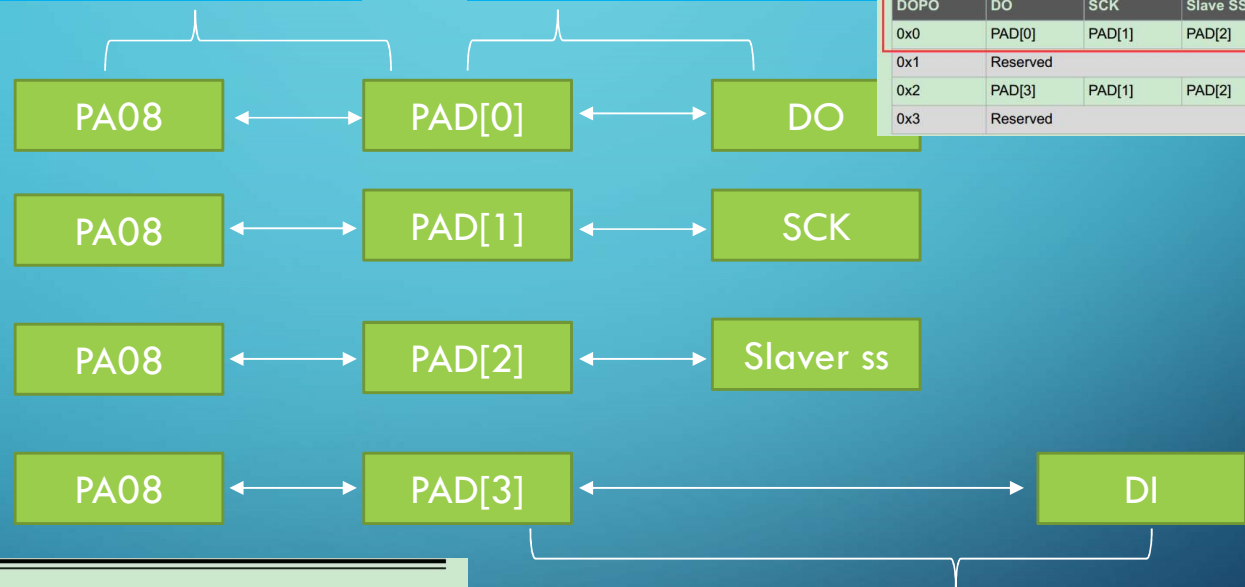 DOPO DO SCK Slave SS
0x0 PAD[0] PAD[1] PAD[2]
0x1 Reserved
0x2 PAD[3] PAD[1] PAD[2]
0x3 Reserved
PA08 PAD[0] DO
PA08 PAD[1] SCK
PA08 PAD[2] Slaver ss
PA08 PAD[3] DI